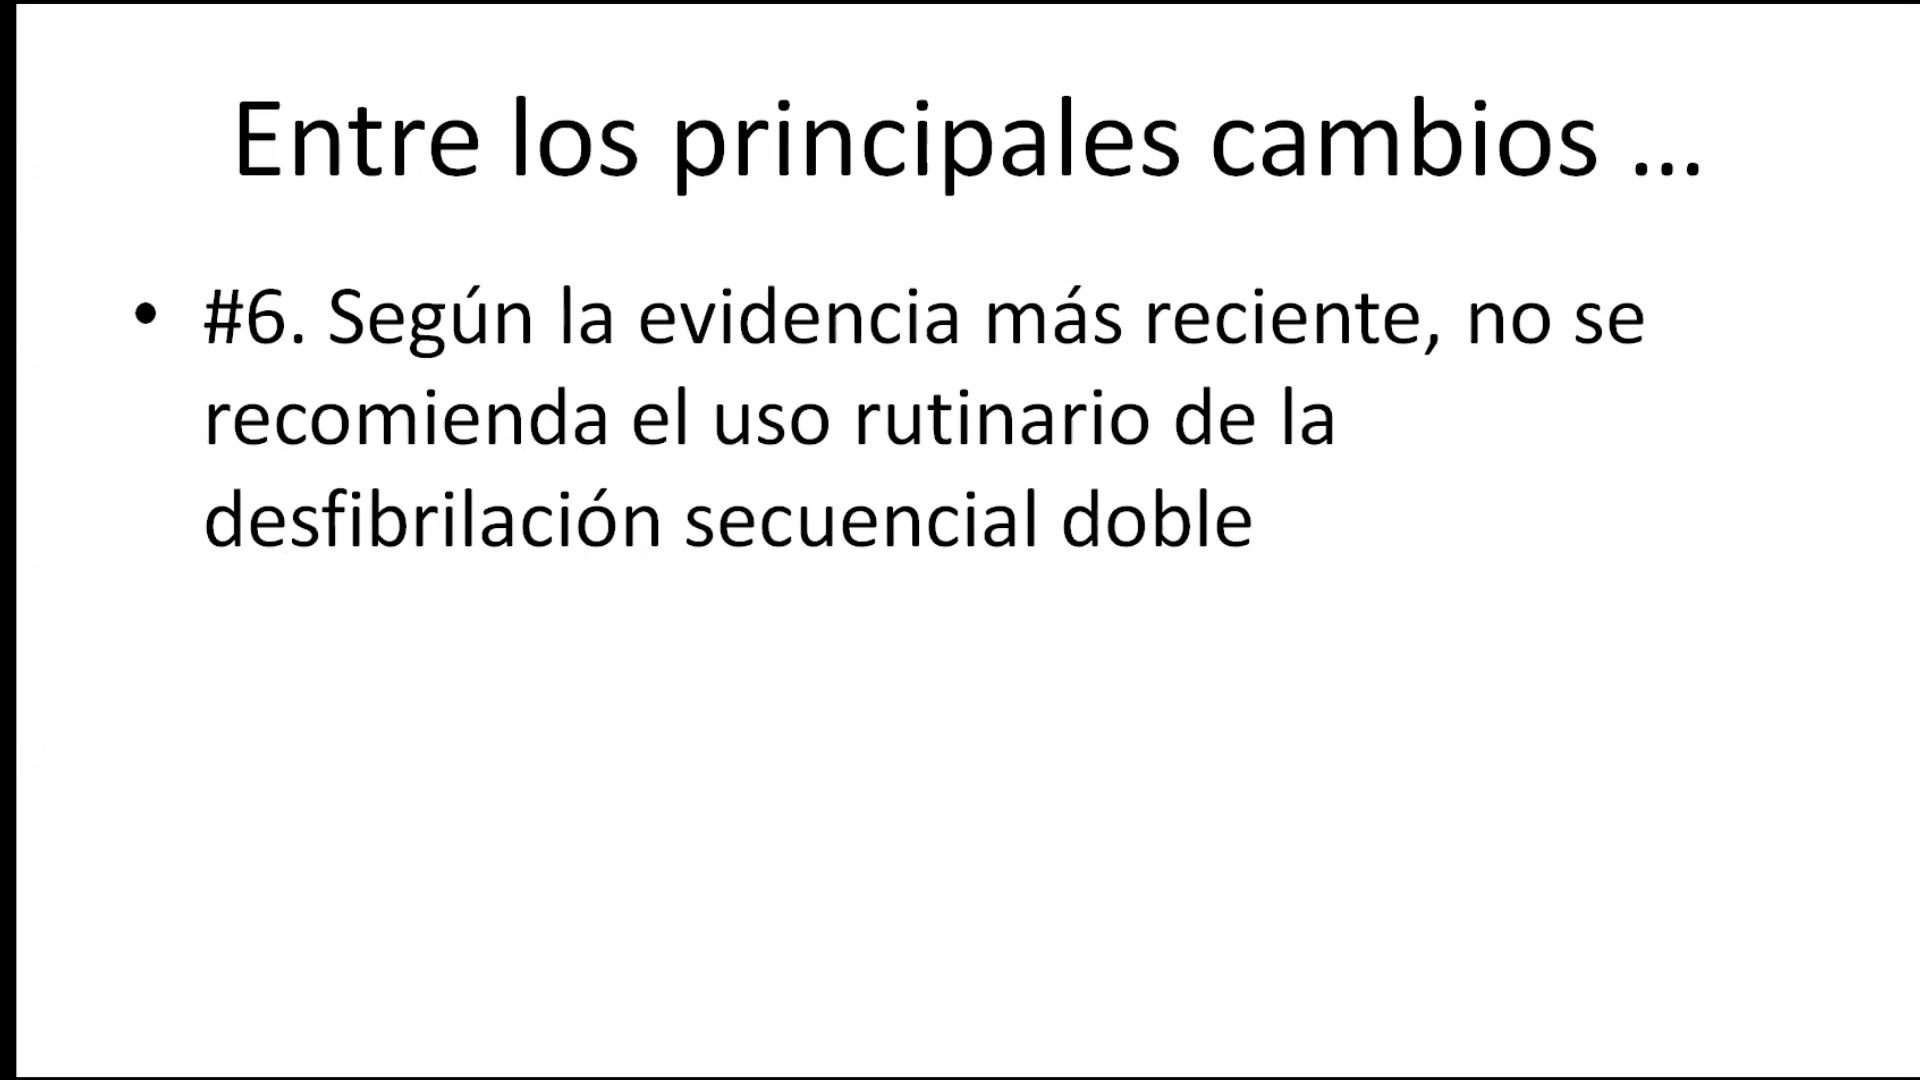 Entre los principales cambios …
• #6. Según la evidencia más reciente, no se
recomienda el uso rutinario de la
desfibrilación secuencial doble